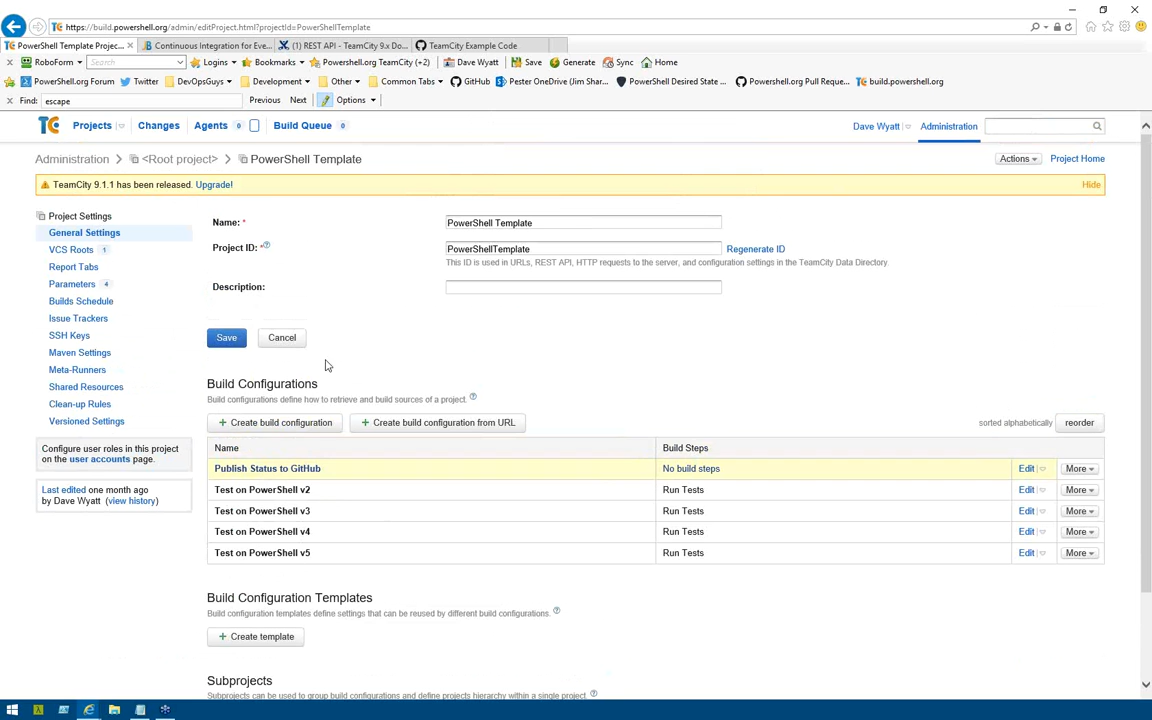 https://build.powershell.org/admin/editProject.html?projectId=PowerShellTemplate
PowerShell Template Projec...
Continuous Integration for Eve...
(1) REST API - TeamCity 9.x Do...
TeamCity Example Code
RoboForm
Search
Logins
Bookmarks
Powershell.org TeamCity (+2)
Dave Wyatt
Save
Generate
Sync
Home
PowerShell.org Forum
Twitter
DevOpsGuys
Development
Other
Common Tabs
GitHub
Pester OneDrive (Jim Shar...
PowerShell Desired State ...
Powershell.org Pull Reque...
build.powershell.org
Find: escape
Previous
Next
Options
TC
Projects
Changes
Agents 0
Build Queue 0
Dave Wyatt
Administration
Administration
<Root project>
PowerShell Template
Actions
Project Home
TeamCity 9.1.1 has been released. Upgrade!
Hide
Project Settings
General Settings
VCS Roots 1
Report Tabs
Parameters 4
Builds Schedule
Issue Trackers
SSH Keys
Maven Settings
Meta-Runners
Shared Resources
Clean-up Rules
Versioned Settings
Configure user roles in this project
on the user accounts page.
Last edited one month ago
by Dave Wyatt (view history)
Name: * PowerShell Template
Project ID: * PowerShellTemplate Regenerate ID
This ID is used in URLs, REST API, HTTP requests to the server, and configuration settings in the TeamCity Data Directory.
Description:
Save
Cancel
Build Configurations
Build configurations define how to retrieve and build sources of a project.
+ Create build configuration
+ Create build configuration from URL
sorted alphabetically
reorder
Name Build Steps
Publish Status to GitHub No build steps Edit More
Test on PowerShell v2 Run Tests Edit More
Test on PowerShell v3 Run Tests Edit More
Test on PowerShell v4 Run Tests Edit More
Test on PowerShell v5 Run Tests Edit More
Build Configuration Templates
Build configuration templates define settings that can be reused by different build configurations.
+ Create template
Subprojects
Subprojects can be used to group build configurations and define projects hierarchy within a single project.